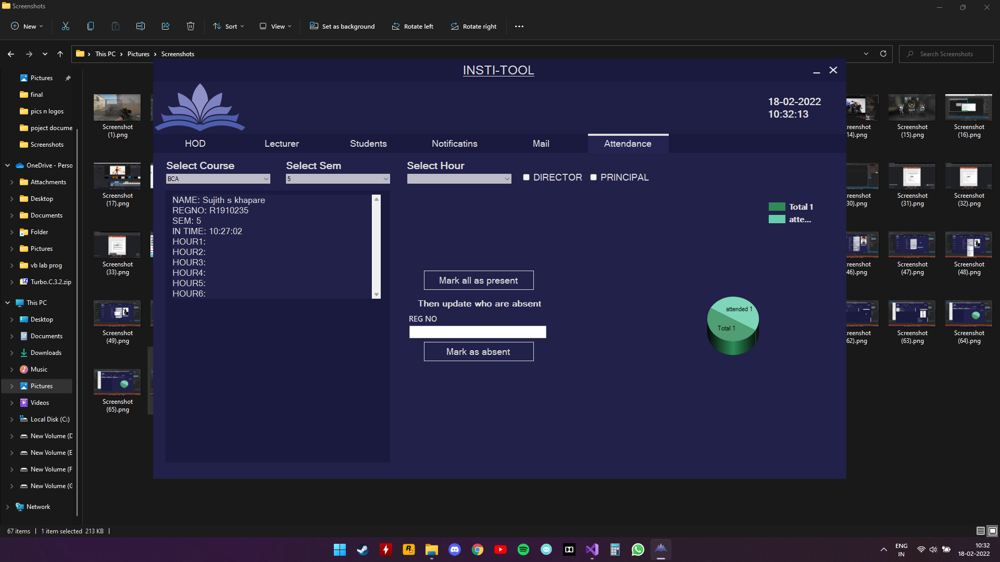 Screenshots
New
Sort
View
Set as background
Rotate left
Rotate right
This PC
Pictures
Screenshots
Search Screenshots
INSTI-TOOL
18-02-2022
10:32:13
HOD
Lecturer
Students
Notificatins
Mail
Attendance
Select Course
Select Sem
Select Hour
BCA
5
DIRECTOR
PRINCIPAL
NAME: Sujith s khapare
REGNO: R1910235
SEM: 5
IN TIME: 10:27:02
HOUR1:
HOUR2:
HOUR3:
HOUR4:
HOUR5:
HOUR6:
Total 1
atte...
Mark all as present
Then update who are absent
REG NO
Mark as absent
attended 1
Total 1
Pictures
final
pics n logos
poject docume
Screenshots
OneDrive - Perso
Attachments
Desktop
Documents
Folder
Pictures
vb lab prog
Turbo.C.3.2.zip
This PC
Desktop
Documents
Downloads
Music
Pictures
Videos
Local Disk (C:)
New Volume (D
New Volume (E
New Volume (F
New Volume (G
Network
Screenshot
(1).png
reenshot
14).png
Screenshot
(15).png
Screenshot
(16).png
Screenshot
(17).png
reenshot
30).png
Screenshot
(31).png
Screenshot
(32).png
Screenshot
(33).png
reenshot
46).png
Screenshot
(47).png
Screenshot
(48).png
Screenshot
(49).png
reenshot
62).png
Screenshot
(63).png
Screenshot
(64).png
Screenshot
(65).png
67 items
1 item selected 213 KB
ENG
IN
10:32
18-02-2022